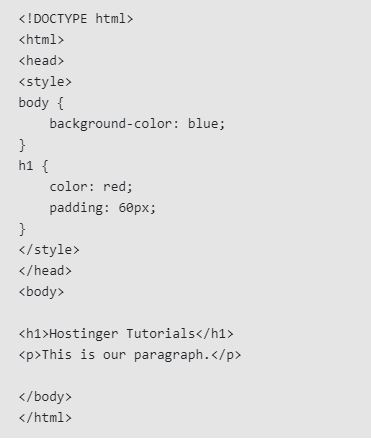 <!DOCTYPE html>
<html>
<head>
<style>
body {
    background-color: blue;
}
h1 {
    color: red;
    padding: 60px;
}
</style>
</head>
<body>

<h1>Hostinger Tutorials</h1>
<p>This is our paragraph.</p>

</body>
</html>